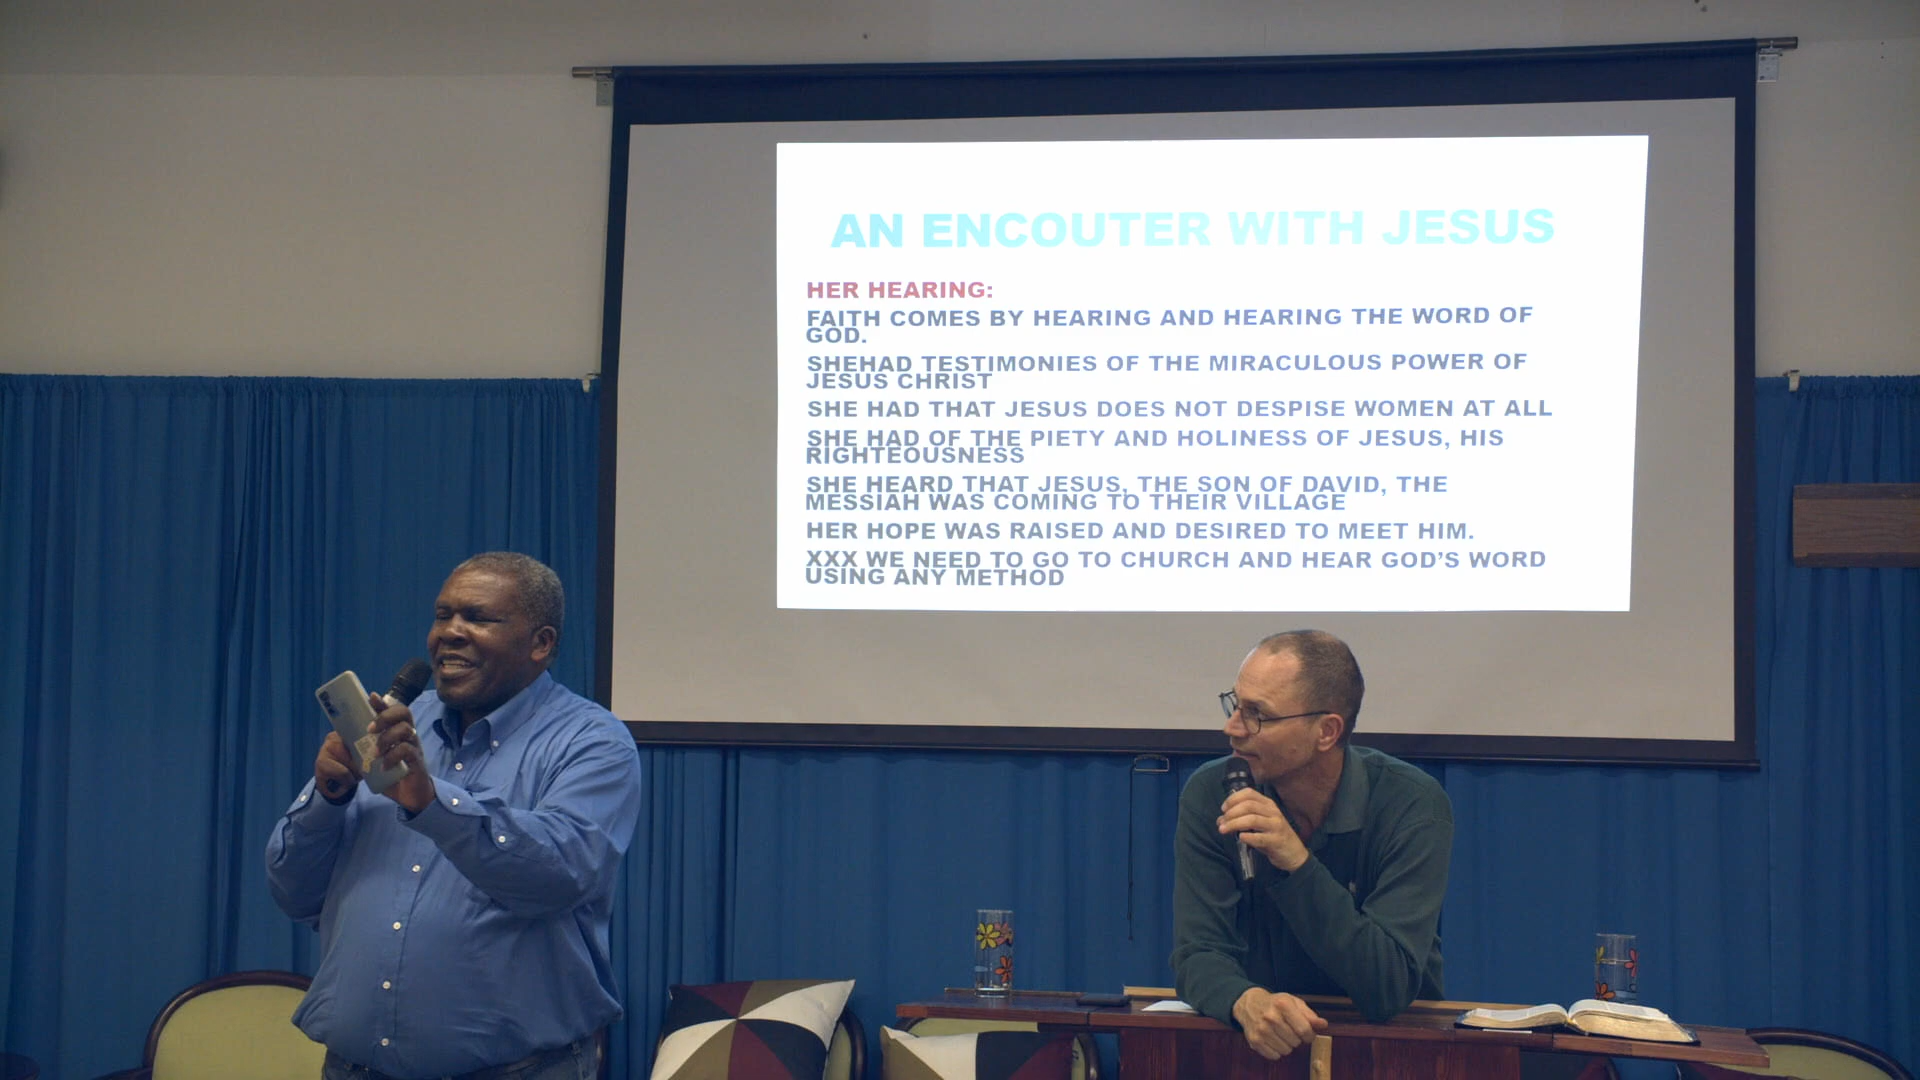 AN ENCOUTER WITH JESUS
HER HEARING:
FAITH COMES BY HEARING AND HEARING THE WORD OF
GOD.
SHEHAD TESTIMONIES OF THE MIRACULOUS POWER OF
JESUS CHRIST
SHE HAD THAT JESUS DOES NOT DESPISE WOMEN AT ALL
SHE HAD OF THE PIETY AND HOLINESS OF JESUS, HIS
RIGHTEOUSNESS
SHE HEARD THAT JESUS, THE SON OF DAVID, THE
MESSIAH WAS COMING TO THEIR VILLAGE
HER HOPE WAS RAISED AND DESIRED TO MEET HIM.
XXX WE NEED TO GO TO CHURCH AND HEAR GOD'S WORD
USING ANY METHOD